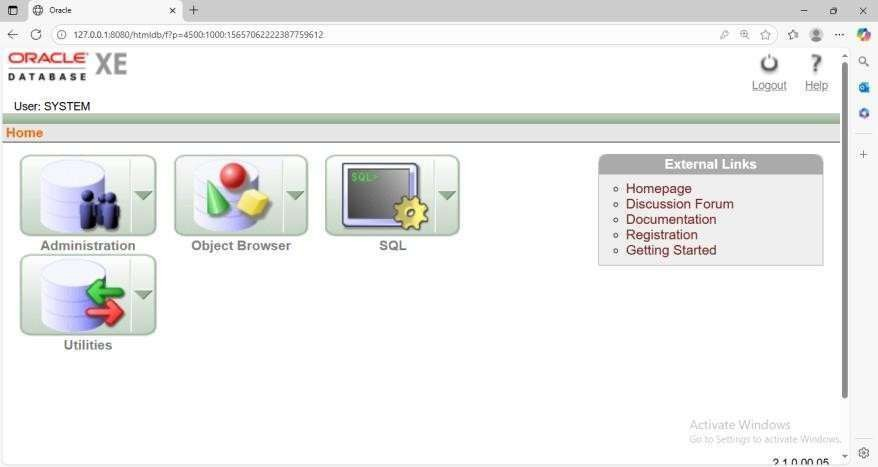 Oracle
127.0.0.1:8080/htmldb/f?p=4500:1000:15657062222387759612
ORACLE
DATABASE XE
Logout Help
User: SYSTEM
Home
External Links
Homepage
Discussion Forum
Documentation
Registration
Getting Started
SQL>
Administration Object Browser SQL
Utilities
Activate Windows
Go to Settings to activate Windows.
2.1.0.00.05